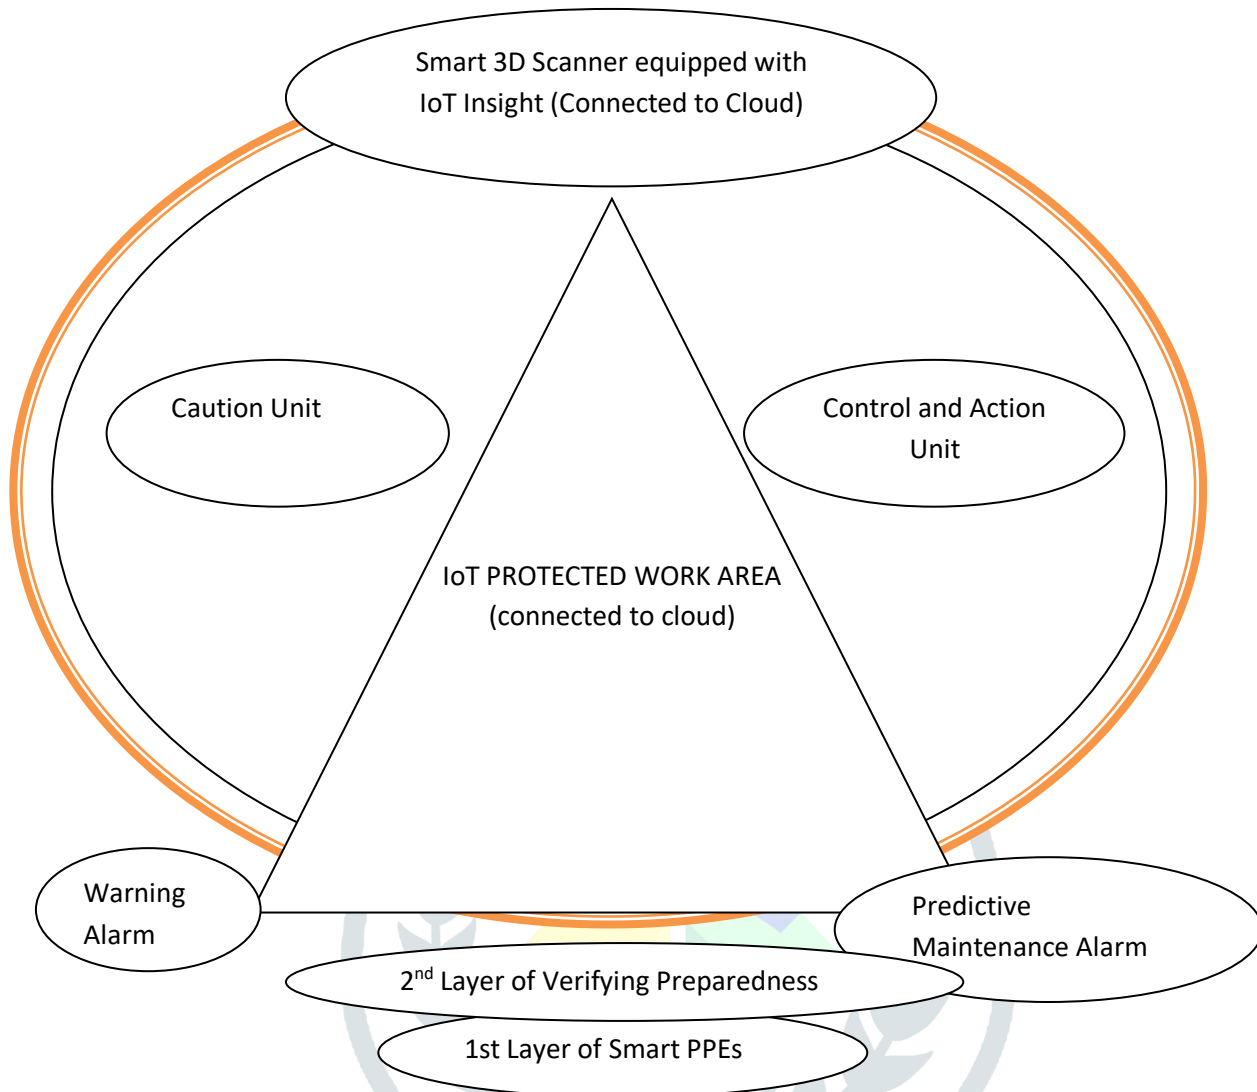 Smart 3D Scanner equipped with
IoT Insight (Connected to Cloud)
Caution Unit
Control and Action
Unit
IoT PROTECTED WORK AREA
(connected to cloud)
Warning
Alarm
Predictive
Maintenance Alarm
2nd Layer of Verifying Preparedness
1st Layer of Smart PPEs